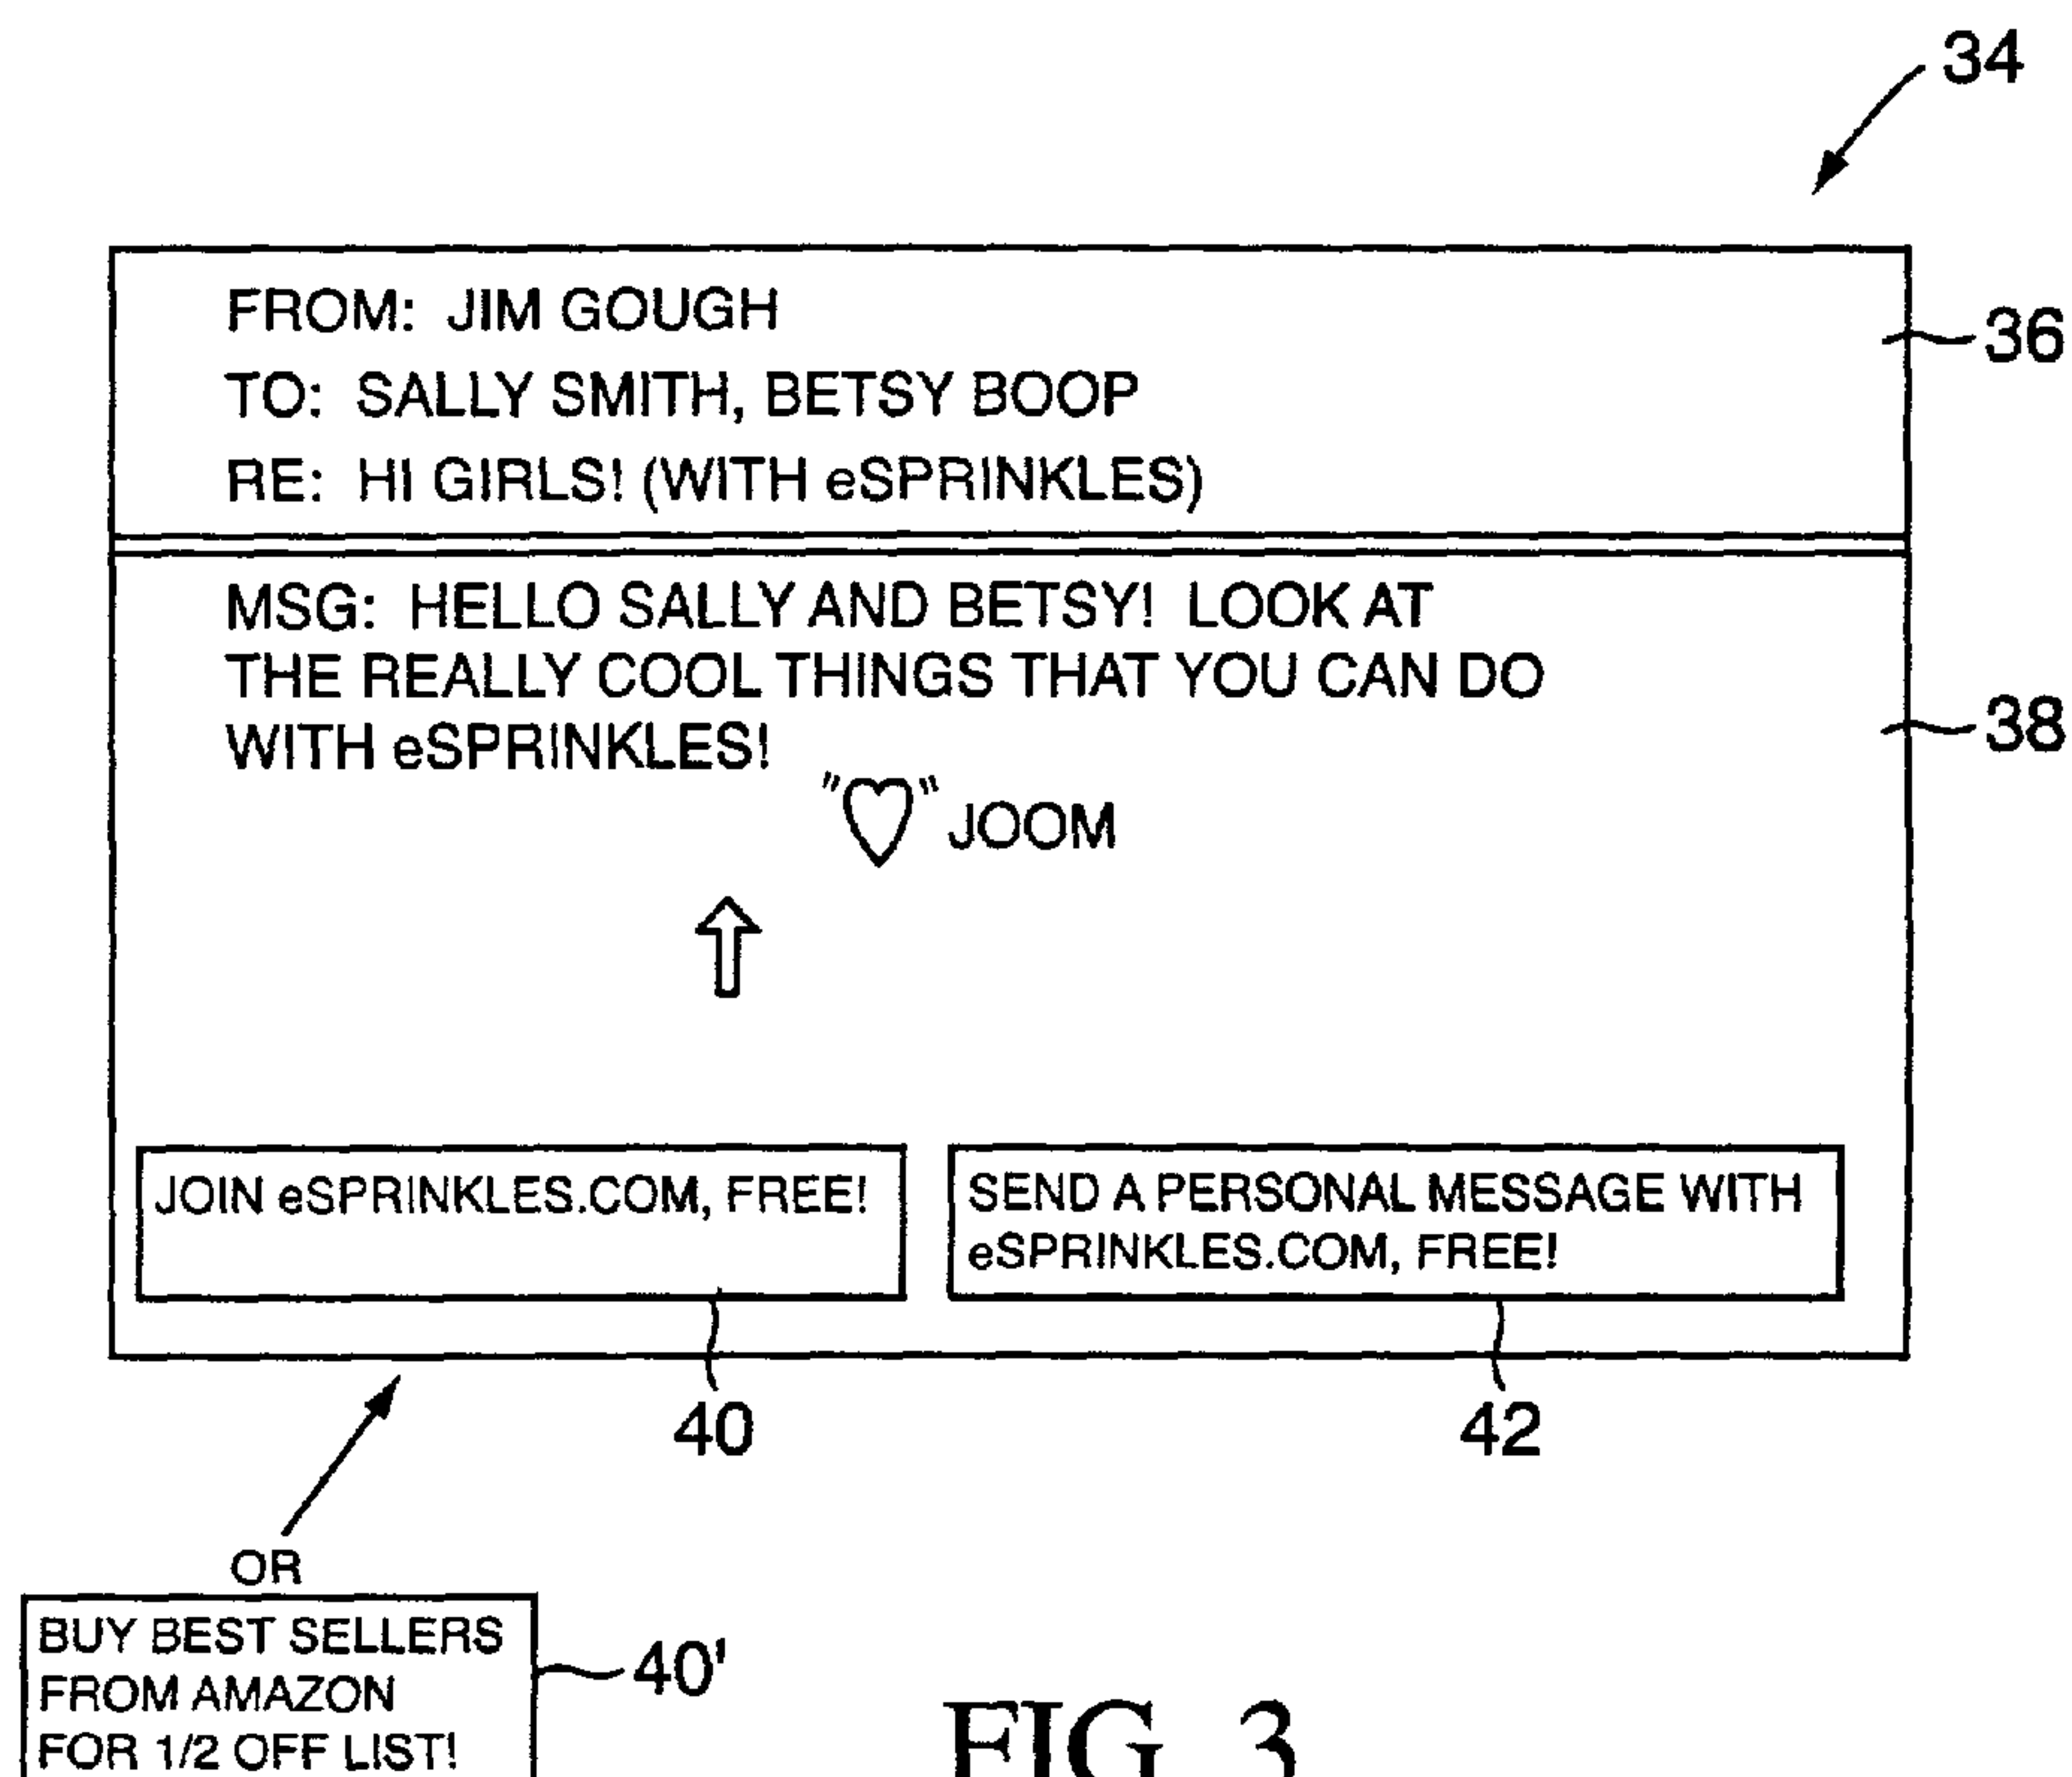 34
FROM: JIM GOUGH
36
TO: SALLY SMITH, BETSY BOOP
RE: HI GIRLS! (WITH eSPRINKLES)
MSG: HELLO SALLY AND BETSY! LOOK AT
THE REALLY COOL THINGS THAT YOU CAN DO
38
WITH eSPRINKLES!
"♡" JOOM
JOIN eSPRINKLES.COM, FREE!
SEND A PERSONAL MESSAGE WITH
eSPRINKLES.COM, FREE!
40
42
OR
BUY BEST SELLERS
FROM AMAZON
FOR 1/2 OFF LIST!
40'
FIG. 3